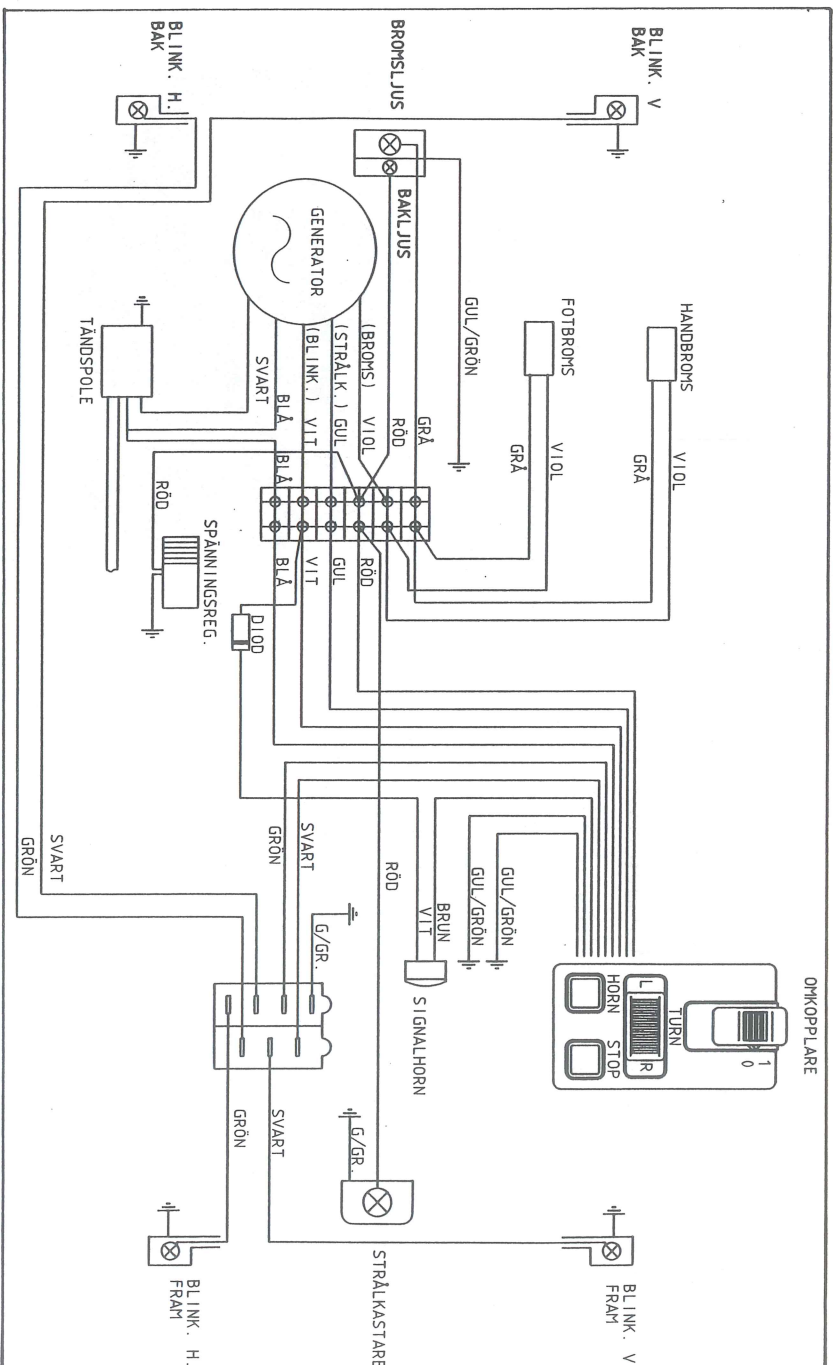 BLINK. V
BAK
HANDBROMS
FOTBROMS
BROMSLJUS
BLINK. H.
BAK
VIOL
GRÅ
VIOL
GRÅ
GUL/GRÖN
BAKLJUS
GENERATOR
GRÅ
RÖD
(BROMS) VIOL
(STRÅLK.) GUL
(BLINK.) VIT
BLÅ
SVART
BLÅ
TÄNDSPOLE
RÖD
SPÄNNINGSREG.
DIOD
RÖD
GUL
VIT
BLÅ
OMKOPPLARE
1
0
TURN
L
R
HORN
STOP
GUL/GRÖN
GUL/GRÖN
BRUN
VIT
SIGNALHORN
RÖD
SVART
GRÖN
G/GR.
SVART
GRÖN
SVART
GRÖN
G/GR.
STRÅLKASTARE
BLINK. V
FRAM
BLINK. H.
FRAM